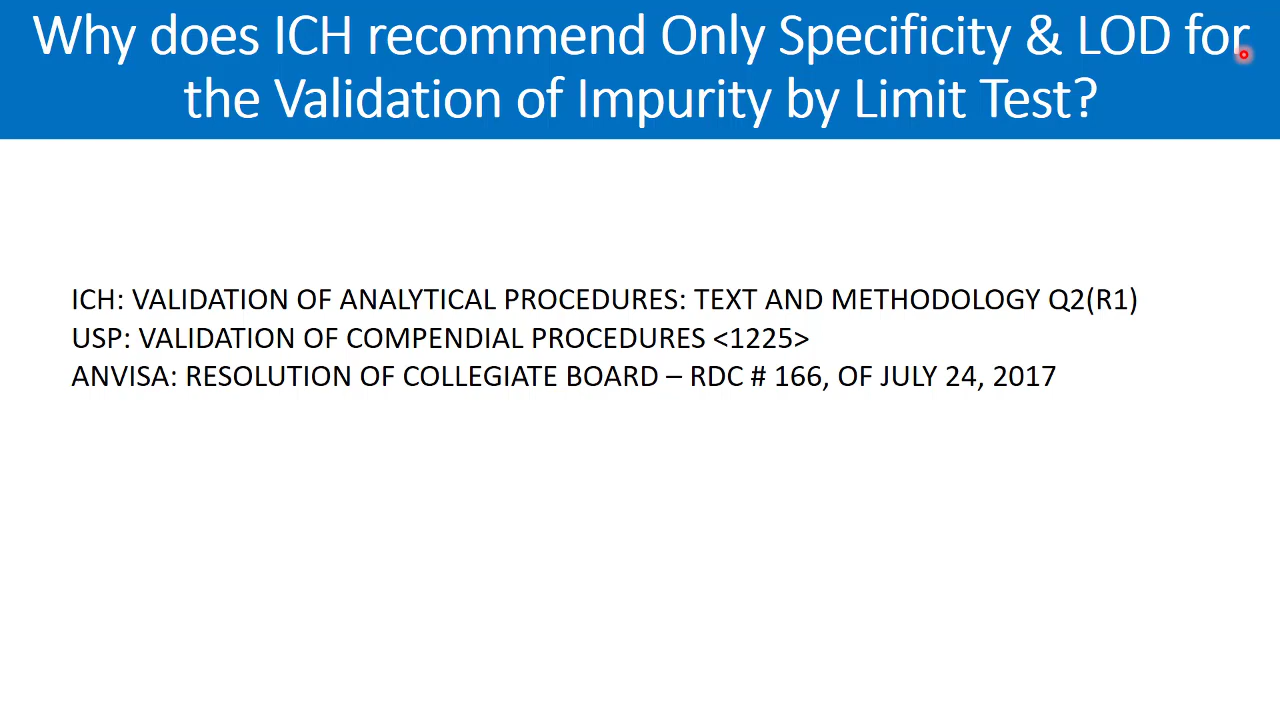 Why does ICH recommend Only Specificity & LOD for
the Validation of Impurity by Limit Test?
ICH: VALIDATION OF ANALYTICAL PROCEDURES: TEXT AND METHODOLOGY Q2(R1)
USP: VALIDATION OF COMPENDIAL PROCEDURES <1225>
ANVISA: RESOLUTION OF COLLEGIATE BOARD – RDC # 166, OF JULY 24, 2017